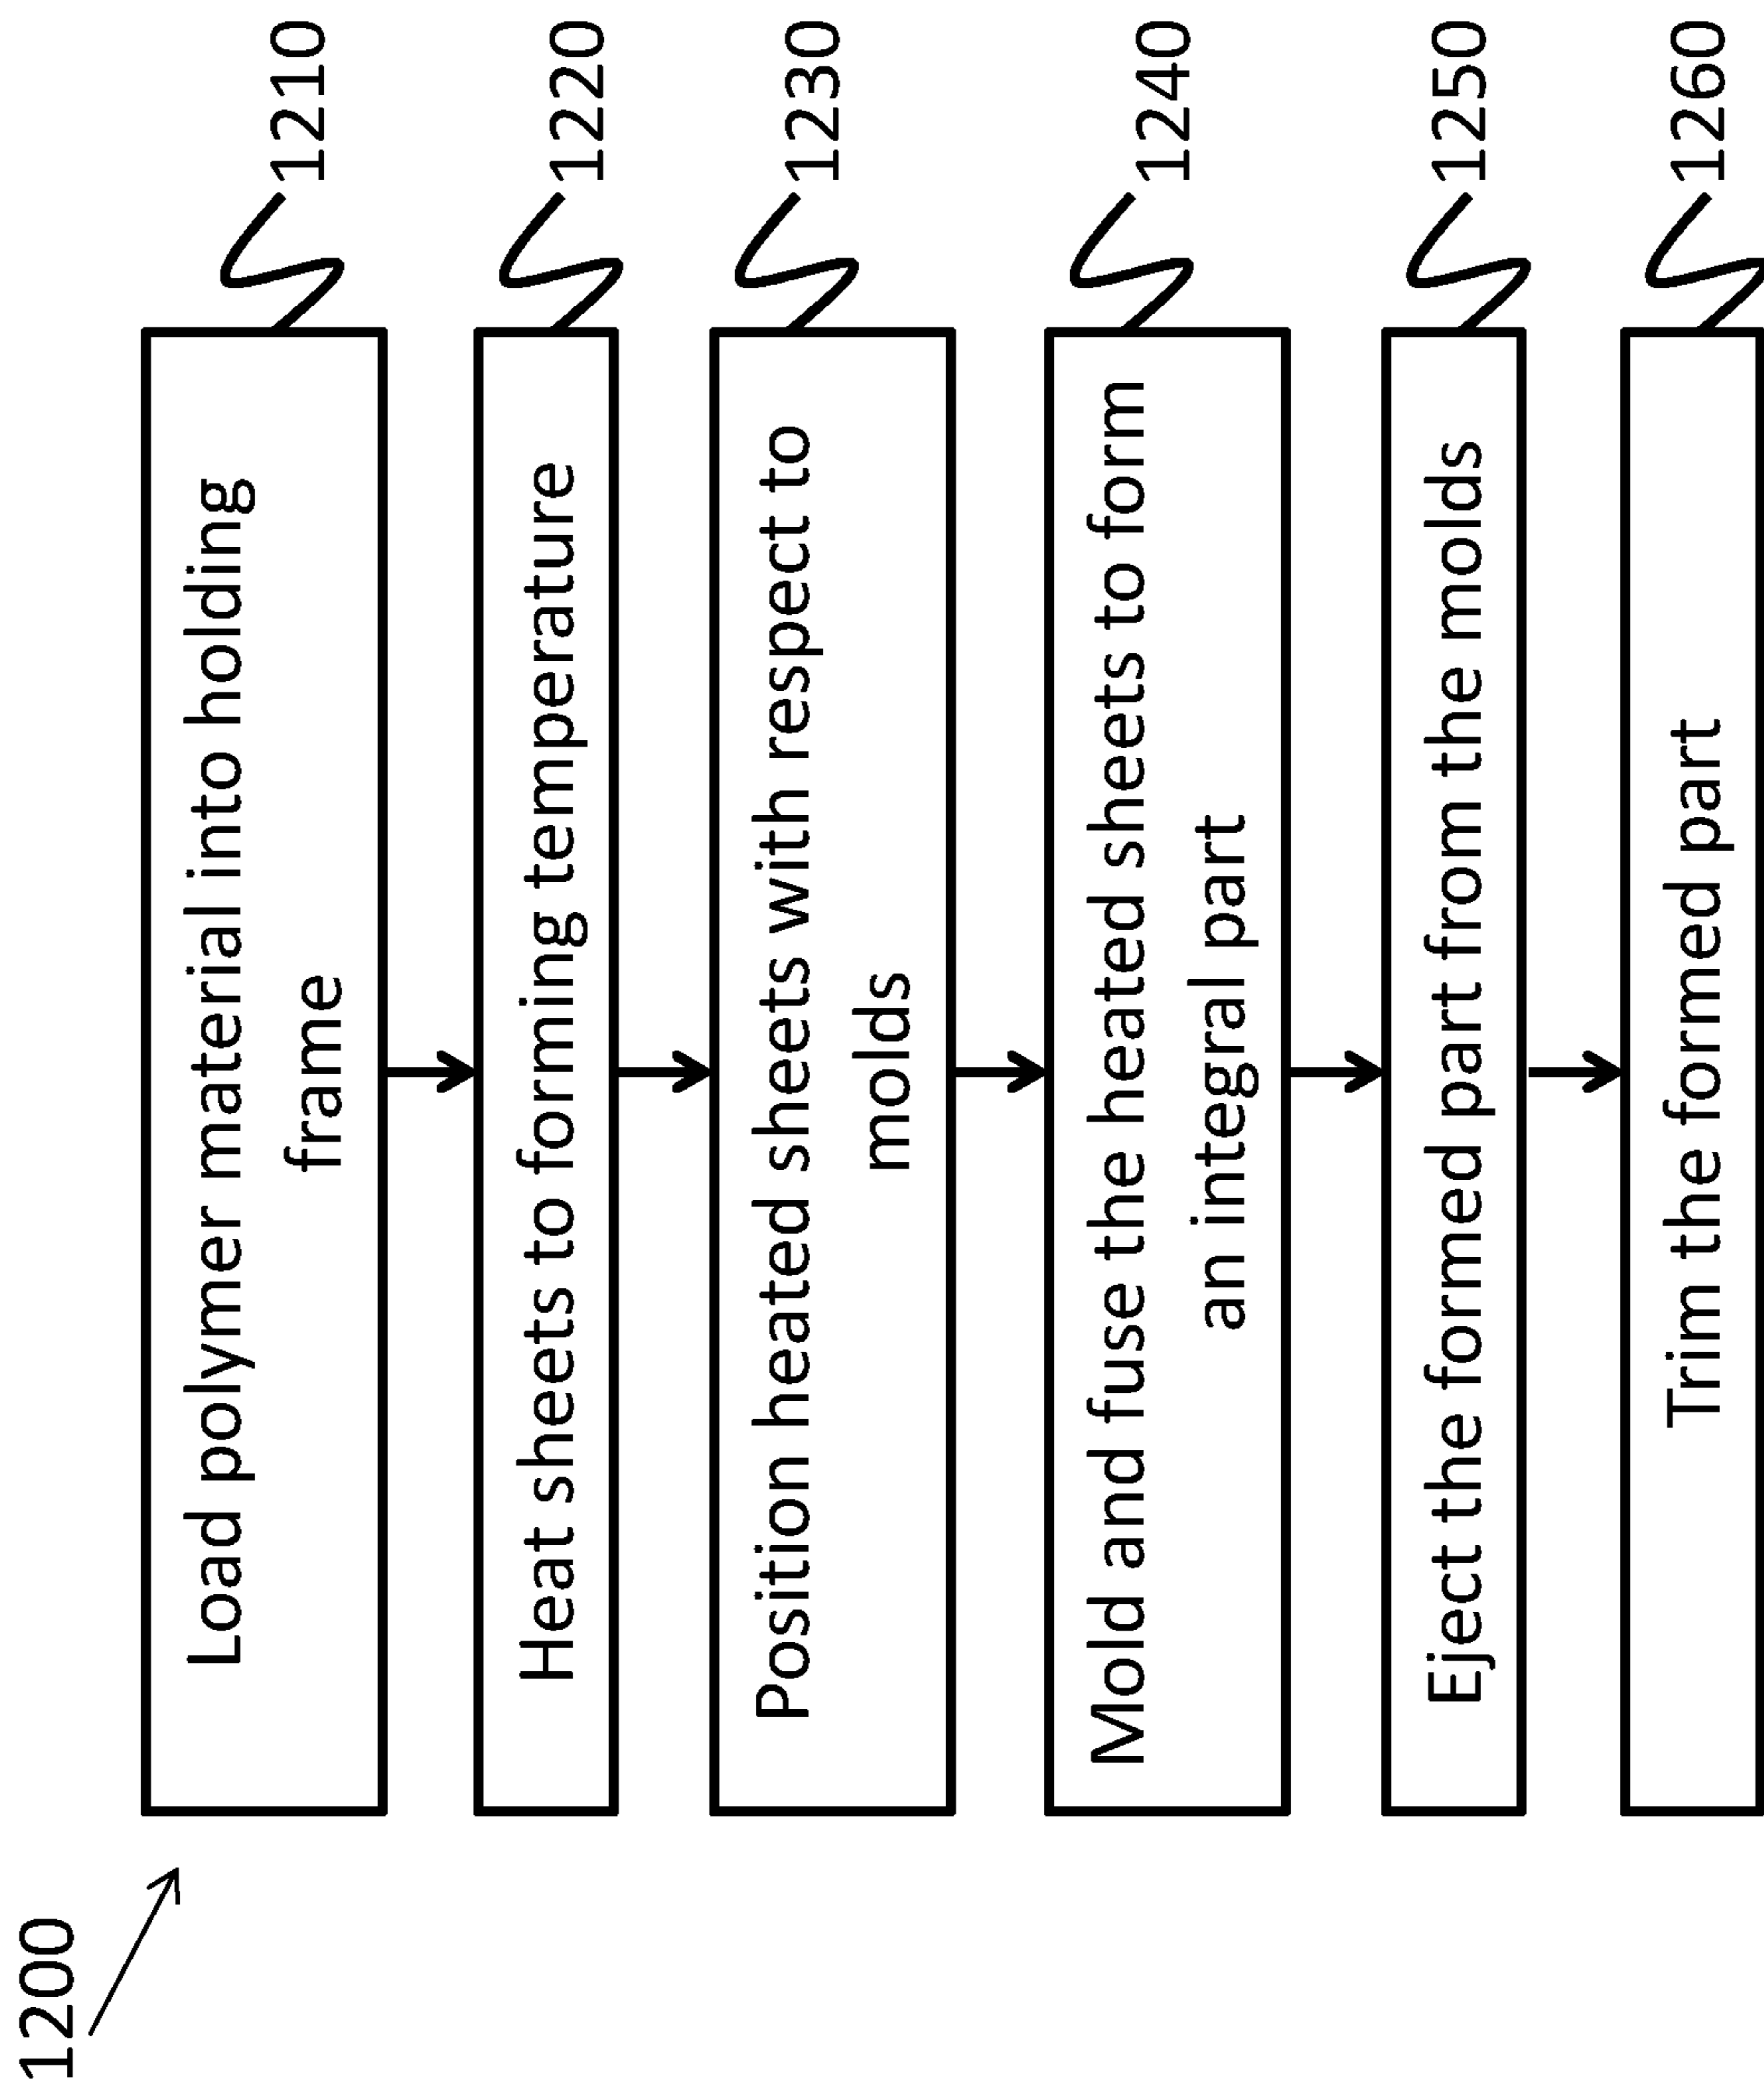 1200
Load polymer material into holding
frame
1210
Heat sheets to forming temperature
1220
Position heated sheets with respect to
molds
1230
Mold and fuse the heated sheets to form
an integral part
1240
Eject the formed part from the molds
1250
Trim the formed part
1260